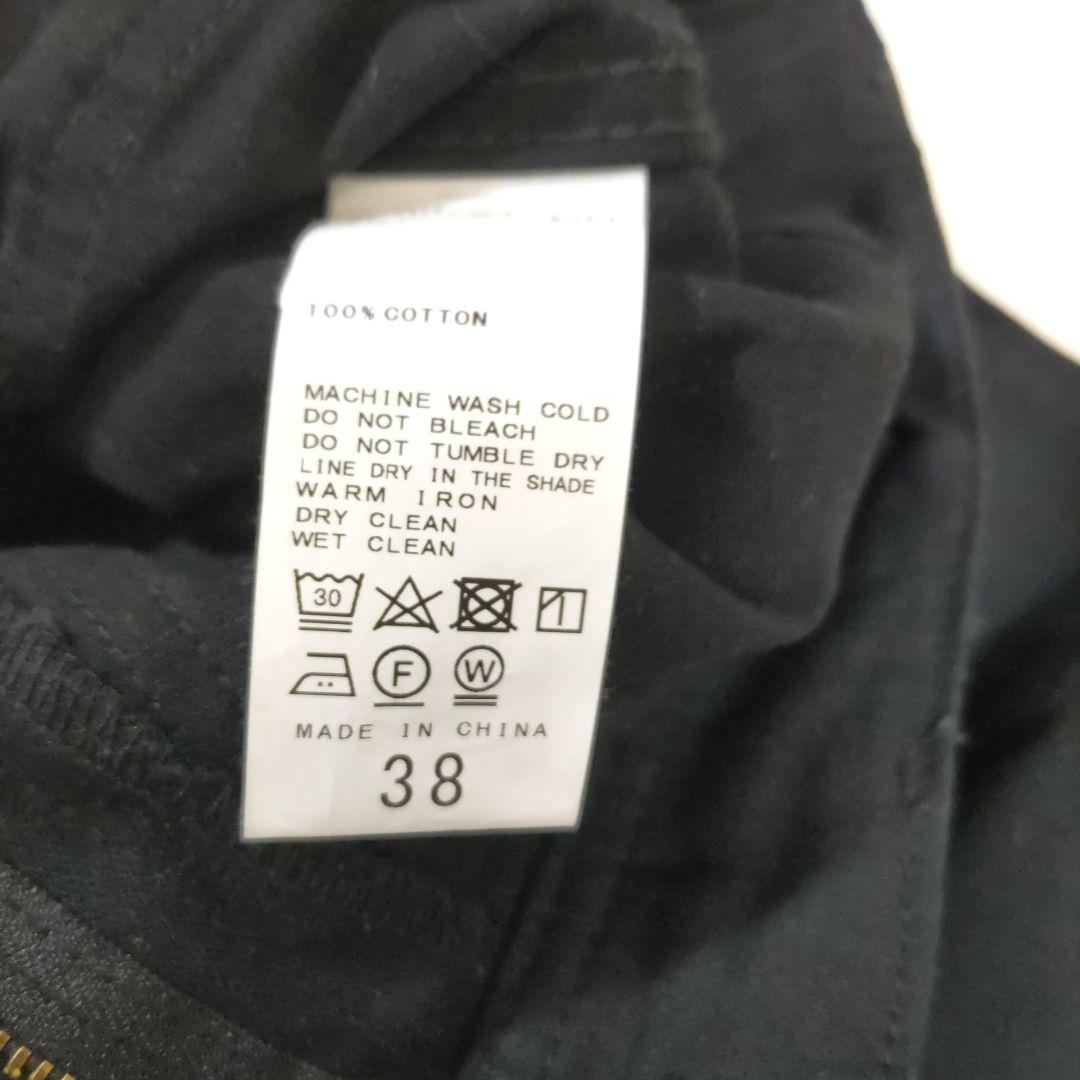 100% COTTON
MACHINE WASH COLD
DO NOT BLEACH
DO NOT TUMBLE DRY
LINE DRY IN THE SHADE
WARM IRON
DRY CLEAN
WET CLEAN
30
F W
MADE IN CHINA
38